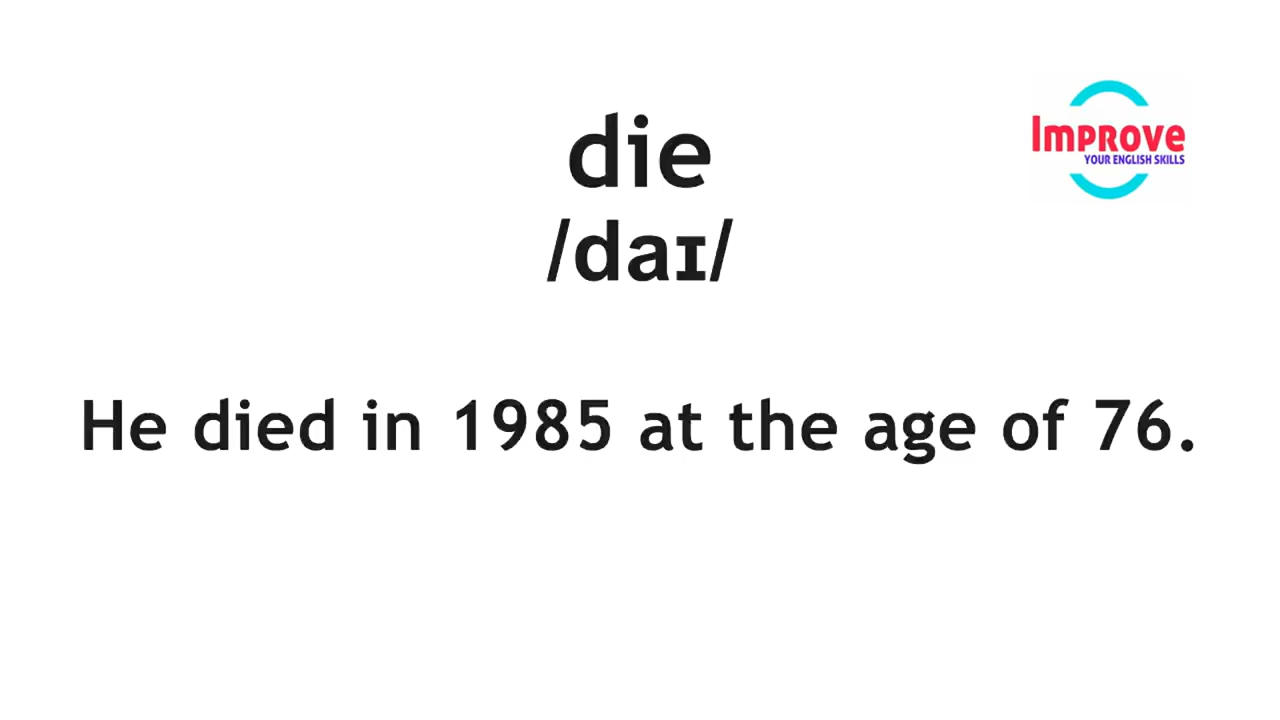 die
/daɪ/
Improve
YOUR ENGLISH SKILLS
He died in 1985 at the age of 76.